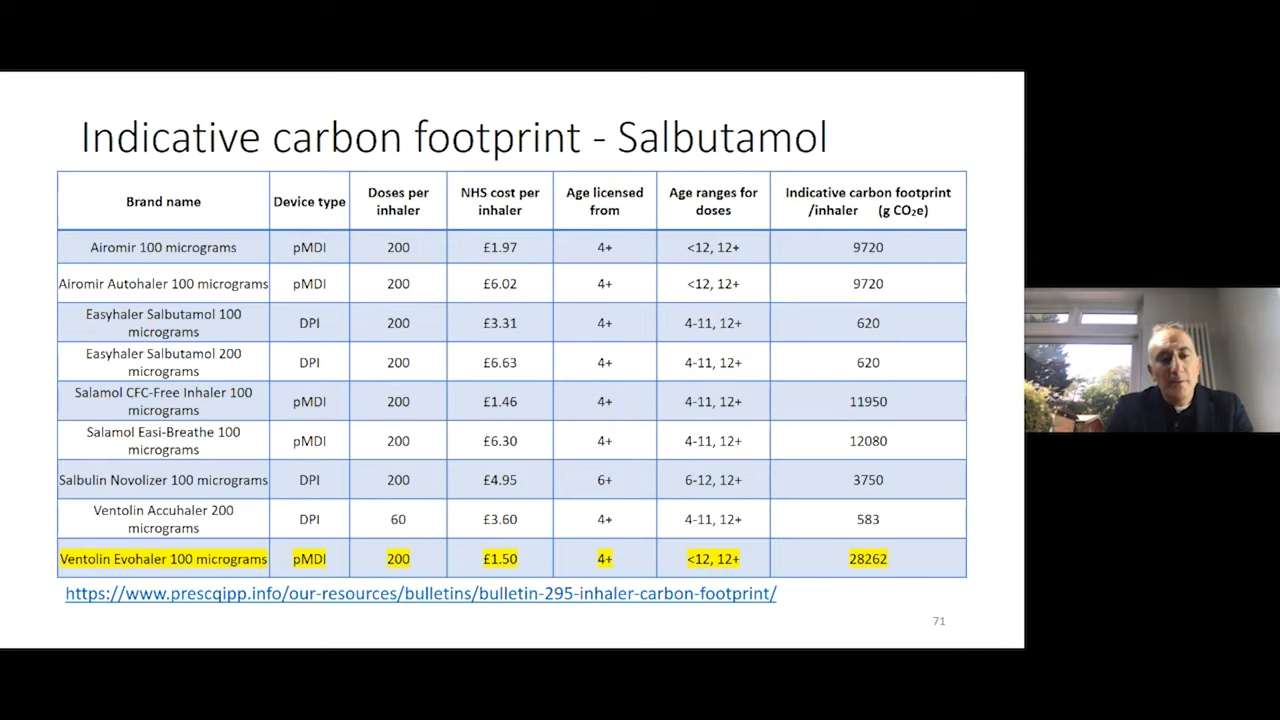 Indicative carbon footprint - Salbutamol
Brand name Device type Doses per inhaler NHS cost per inhaler Age licensed from Age ranges for doses Indicative carbon footprint /inhaler (g CO₂e)
Airomir 100 micrograms pMDI 200 £1.97 4+ <12, 12+ 9720
Airomir Autohaler 100 micrograms pMDI 200 £6.02 4+ <12, 12+ 9720
Easyhaler Salbutamol 100 micrograms DPI 200 £3.31 4+ 4-11, 12+ 620
Easyhaler Salbutamol 200 micrograms DPI 200 £6.63 4+ 4-11, 12+ 620
Salamol CFC-Free Inhaler 100 micrograms pMDI 200 £1.46 4+ 4-11, 12+ 11950
Salamol Easi-Breathe 100 micrograms pMDI 200 £6.30 4+ 4-11, 12+ 12080
Salbulin Novolizer 100 micrograms DPI 200 £4.95 6+ 6-12, 12+ 3750
Ventolin Accuhaler 200 micrograms DPI 60 £3.60 4+ 4-11, 12+ 583
Ventolin Evohaler 100 micrograms pMDI 200 £1.50 4+ <12, 12+ 28262
https://www.prescqipp.info/our-resources/bulletins/bulletin-295-inhaler-carbon-footprint/
71